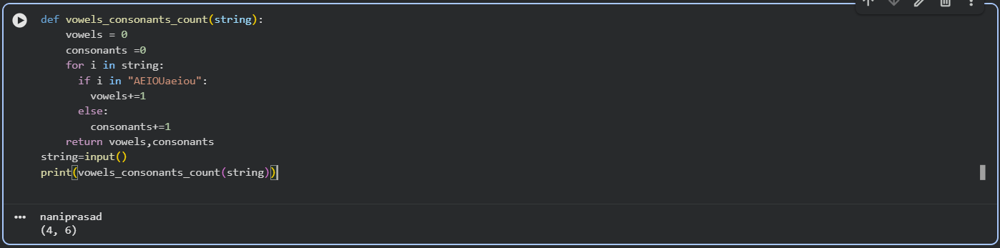 def vowels_consonants_count(string):
    vowels = 0
    consonants =0
    for i in string:
      if i in "AEIOUaeiou":
        vowels+=1
      else:
        consonants+=1
    return vowels,consonants
string=input()
print(vowels_consonants_count(string))
naniprasad
(4, 6)